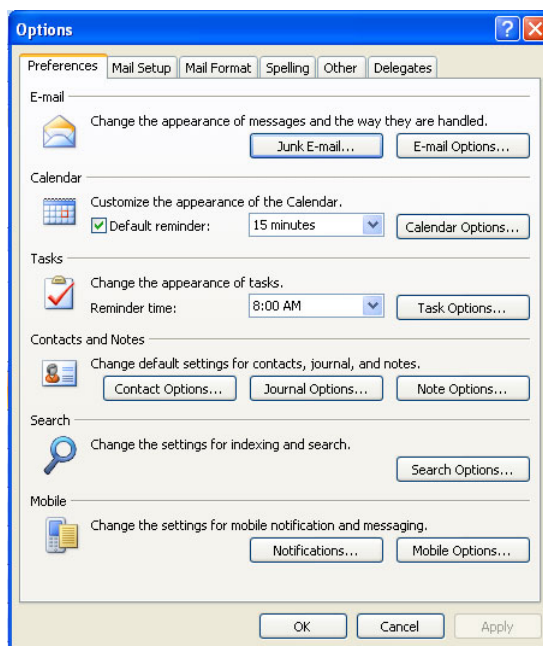 Options
Preferences Mail Setup Mail Format Spelling Other Delegates
E-mail
Change the appearance of messages and the way they are handled.
Junk E-mail... E-mail Options...
Calendar
Customize the appearance of the Calendar.
Default reminder: 15 minutes Calendar Options...
Tasks
Change the appearance of tasks.
Reminder time: 8:00 AM Task Options...
Contacts and Notes
Change default settings for contacts, journal, and notes.
Contact Options... Journal Options... Note Options...
Search
Change the settings for indexing and search.
Search Options...
Mobile
Change the settings for mobile notification and messaging.
Notifications... Mobile Options...
OK Cancel Apply